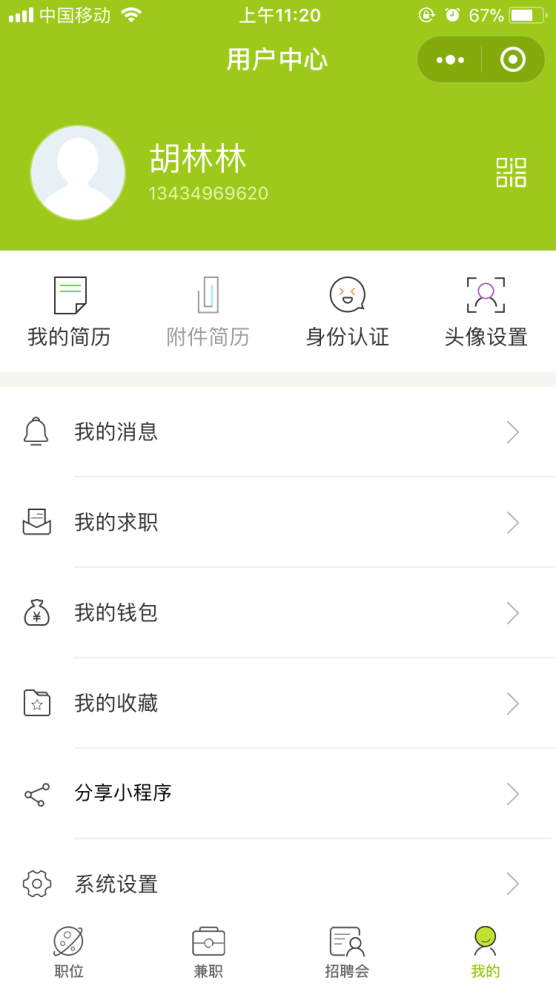 中国移动 上午11:20 67%
用户中心
胡林林
13434969620
我的简历 附件简历 身份认证 头像设置
我的消息
我的求职
¥ 我的钱包
我的收藏
分享小程序
系统设置
职位 兼职 招聘会 我的